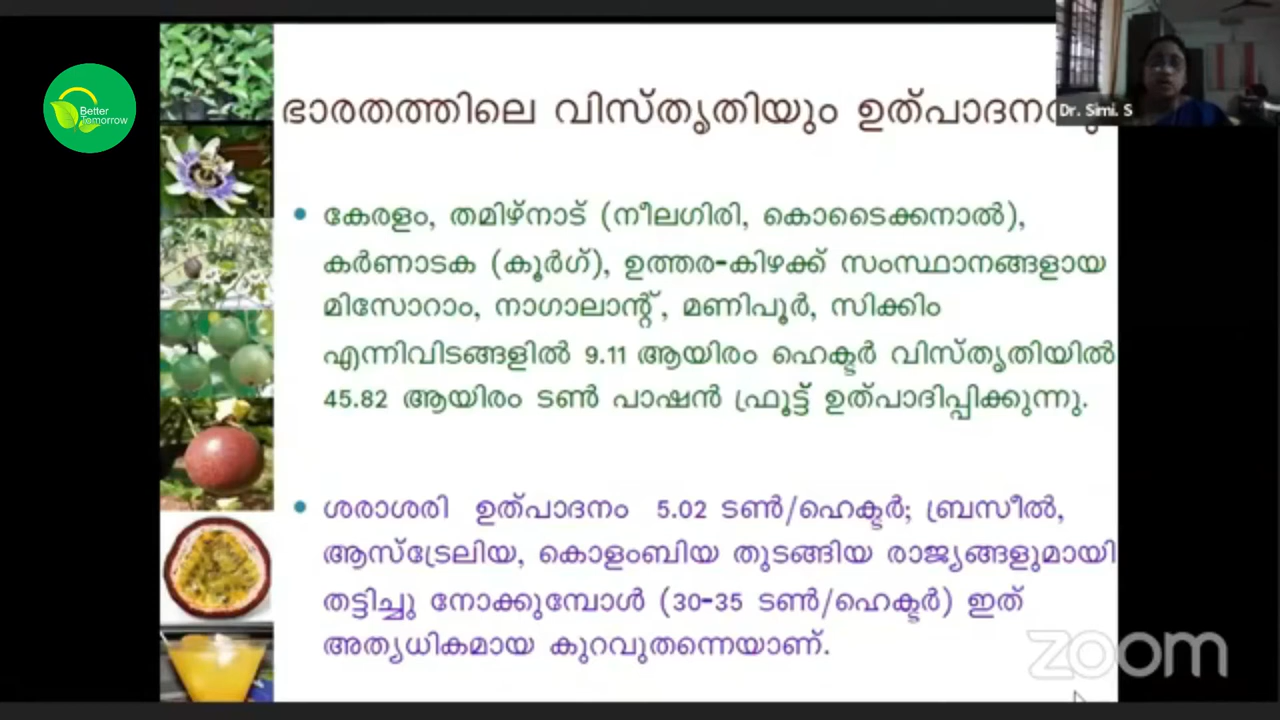 Better
Tomorrow
ഭാരതത്തിലെ വിസ്തൃതിയും
Dr. Simi. S
കേരളം, തമിഴ്നാട് (നീലഗിരി, കൊടൈക്കനാൽ),
കർണാടക (കൂർഗ്), ഉത്തര-കിഴക്ക് സംസ്ഥാനങ്ങളായ
മിസോറാം, നാഗാലാന്റ്, മണിപൂർ, സിക്കിം
എന്നിവിടങ്ങളിൽ 9.11 ആയിരം ഹെക്ടർ വിസ്തൃതിയിൽ
45.82 ആയിരം ടൺ പാഷൻ ഫ്രൂട്ട് ഉത്പാദിപ്പിക്കുന്നു.
ശരാശരി ഉത്പാദനം 5.02 ടൺ/ഹെക്ടർ; ബ്രസീൽ,
ആസ്ട്രേലിയ, കൊളംബിയ തുടങ്ങിയ രാജ്യങ്ങളുമായി
തട്ടിച്ചു നോക്കുമ്പോൾ (30-35 ടൺ/ഹെക്ടർ) ഇത്
അത്യധികമായ കുറവുതന്നെയാണ്.
zoom